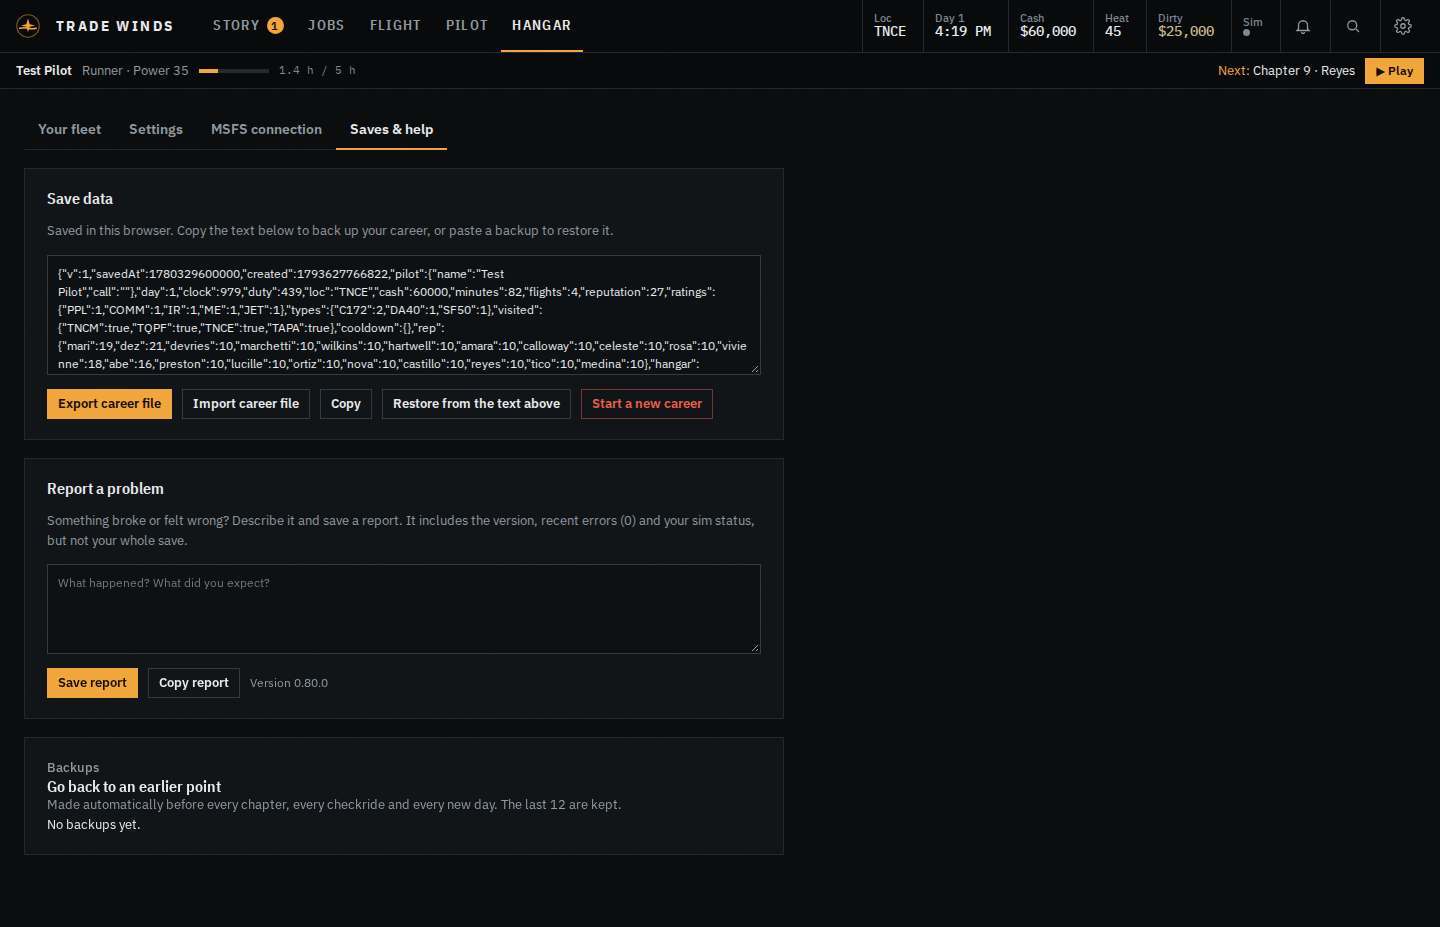 TRADE WINDS
STORY 1
JOBS
FLIGHT
PILOT
HANGAR
Loc
TNCE
Day 1
4:19 PM
Cash
$60,000
Heat
45
Dirty
$25,000
Sim
Test Pilot Runner · Power 35 1.4 h / 5 h
Next: Chapter 9 · Reyes
▶ Play
Your fleet
Settings
MSFS connection
Saves & help
Save data
Saved in this browser. Copy the text below to back up your career, or paste a backup to restore it.
{"v":1,"savedAt":1780329600000,"created":1793627766822,"pilot":{"name":"Test
Pilot","call":""},"day":1,"clock":979,"duty":439,"loc":"TNCE","cash":60000,"minutes":82,"flights":4,"reputation":27,"ratings":
{"PPL":1,"COMM":1,"IR":1,"ME":1,"JET":1},"types":{"C172":2,"DA40":1,"SF50":1},"visited":
{"TNCM":true,"TQPF":true,"TNCE":true,"TAPA":true},"cooldown":{},"rep":
{"mari":19,"dez":21,"devries":10,"marchetti":10,"wilkins":10,"hartwell":10,"amara":10,"calloway":10,"celeste":10,"rosa":10,"vivie
nne":18,"abe":16,"preston":10,"lucille":10,"ortiz":10,"nova":10,"castillo":10,"reyes":10,"tico":10,"medina":10},"hangar":
Export career file
Import career file
Copy
Restore from the text above
Start a new career
Report a problem
Something broke or felt wrong? Describe it and save a report. It includes the version, recent errors (0) and your sim status,
but not your whole save.
What happened? What did you expect?
Save report
Copy report
Version 0.80.0
Backups
Go back to an earlier point
Made automatically before every chapter, every checkride and every new day. The last 12 are kept.
No backups yet.